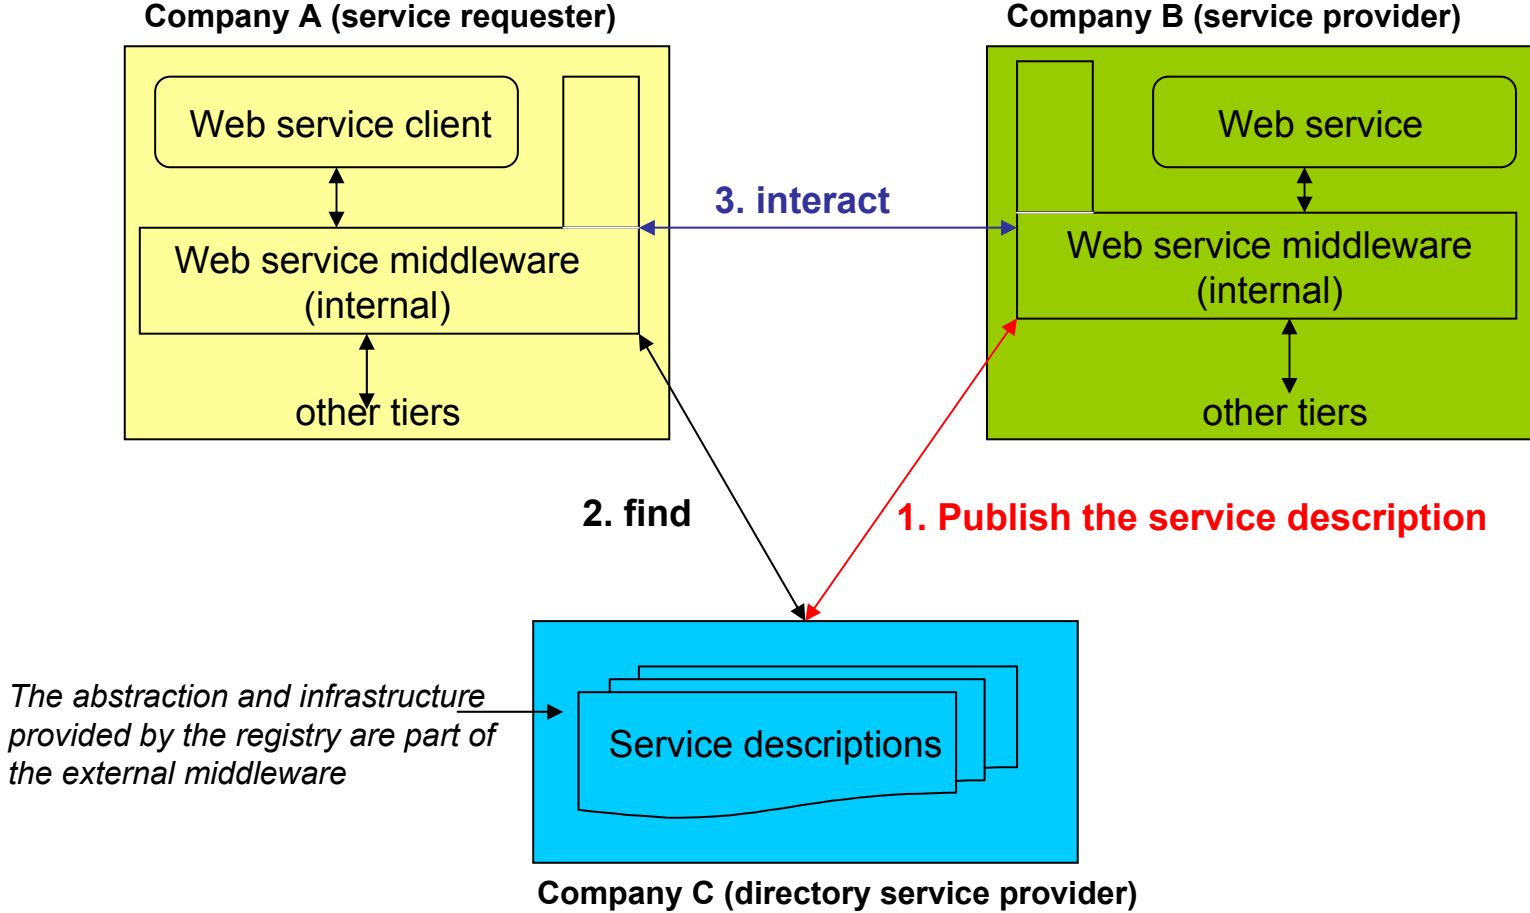 Company A (service requester)
Company B (service provider)
Web service client
Web service
3. interact
Web service middleware
(internal)
Web service middleware
(internal)
other tiers
other tiers
2. find
1. Publish the service description
The abstraction and infrastructure
provided by the registry are part of
the external middleware
Service descriptions
Company C (directory service provider)